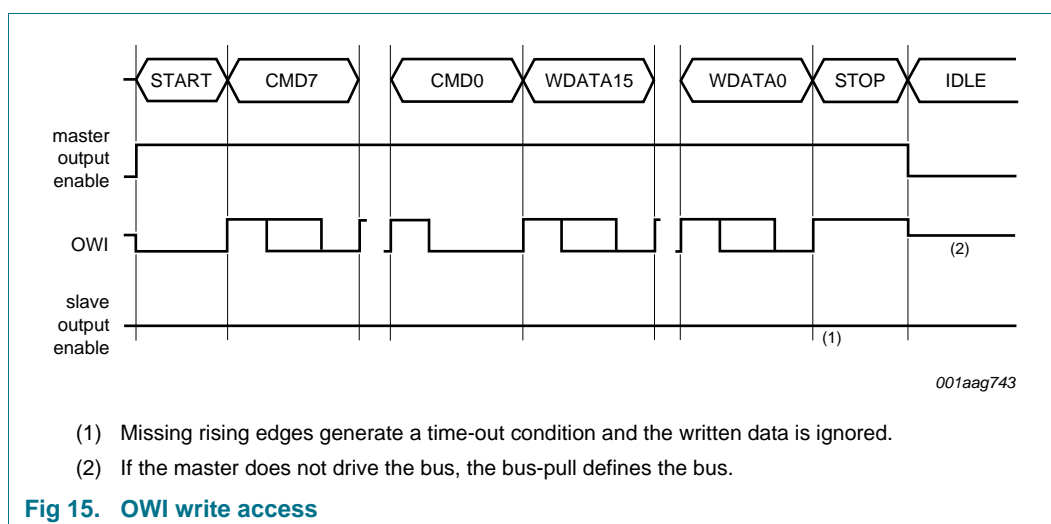 START CMD7 CMD0 WDATA15 WDATA0 STOP IDLE
master
output
enable
OWI
(2)
slave
output
enable
(1)
001aag743
(1) Missing rising edges generate a time-out condition and the written data is ignored.
(2) If the master does not drive the bus, the bus-pull defines the bus.
Fig 15. OWI write access